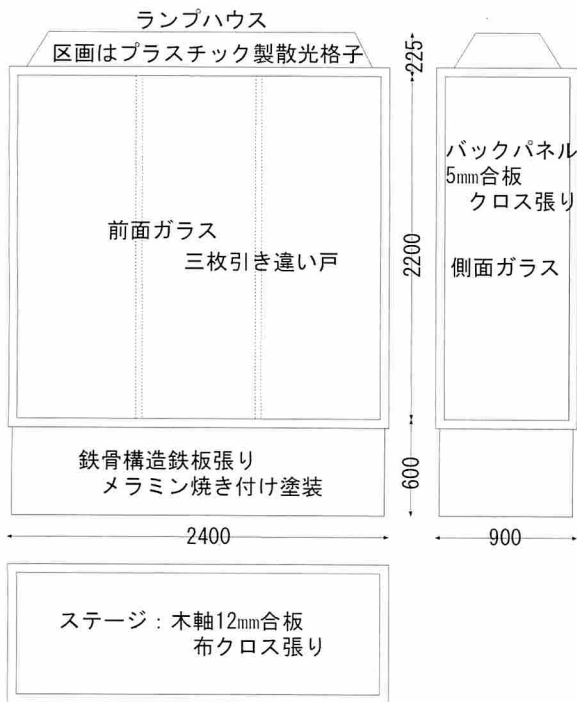 ランプハウス
区画はプラスチック製散光格子
225
バックパネル
5mm合板
クロス張り
前面ガラス
三枚引き違い戸
2200
側面ガラス
鉄骨構造鉄板張り
メラミン焼き付け塗装
600
2400
900
ステージ：木軸12mm合板
布クロス張り